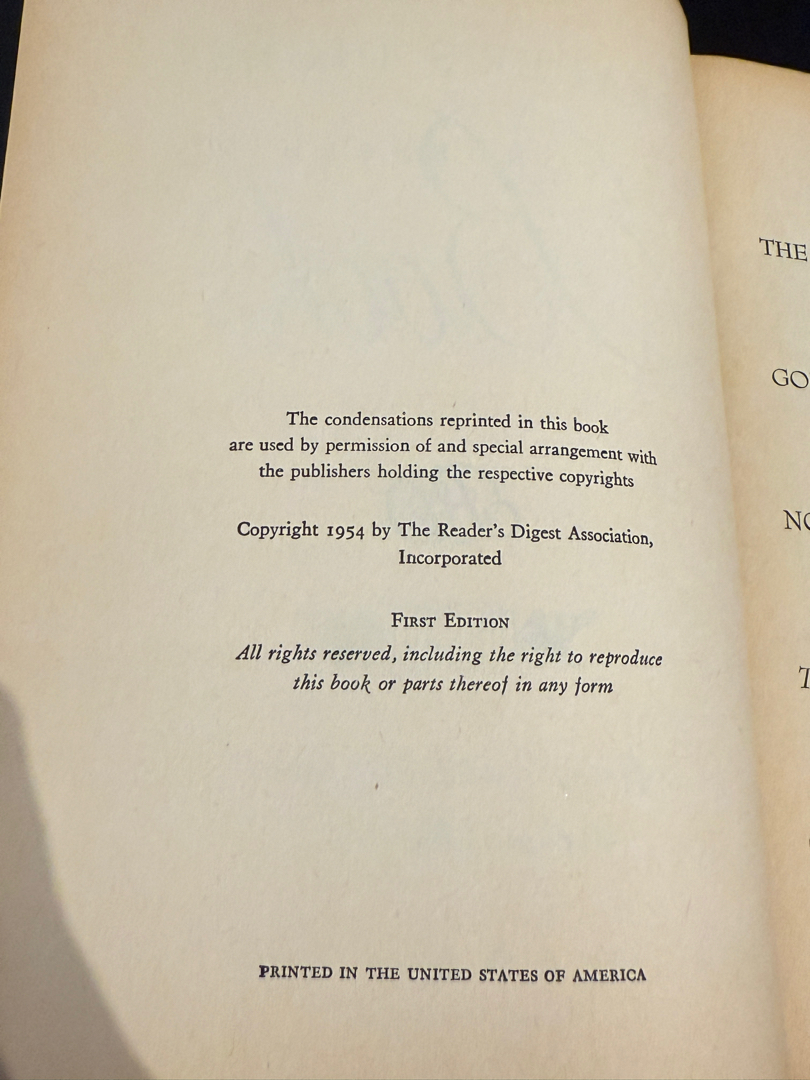 The condensations reprinted in this book
are used by permission of and special arrangement with
the publishers holding the respective copyrights
Copyright 1954 by The Reader's Digest Association,
Incorporated
First Edition
All rights reserved, including the right to reproduce
this book or parts thereof in any form
PRINTED IN THE UNITED STATES OF AMERICA
THE
GO
NO